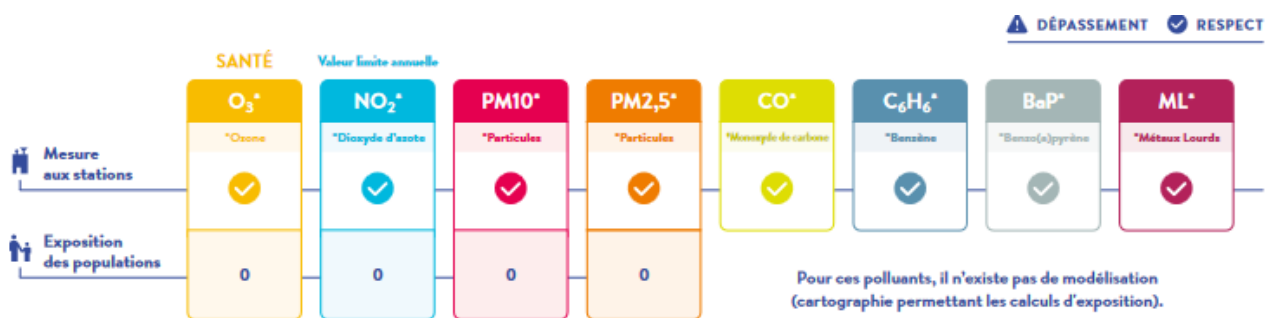 DÉPASSEMENT RESPECT
SANTÉ Valeur limite annuelle
O₃* NO₂* PM10* PM2,5* CO* C₆H₆* BaP* ML*
*Ozone *Dioxyde d'azote *Particules *Particules *Monoxyde de carbone *Benzène *Benzo(a)pyrène *Métaux Lourds
Mesure
aux stations
Exposition
des populations
0 0 0 0
Pour ces polluants, il n'existe pas de modélisation
(cartographie permettant les calculs d'exposition).